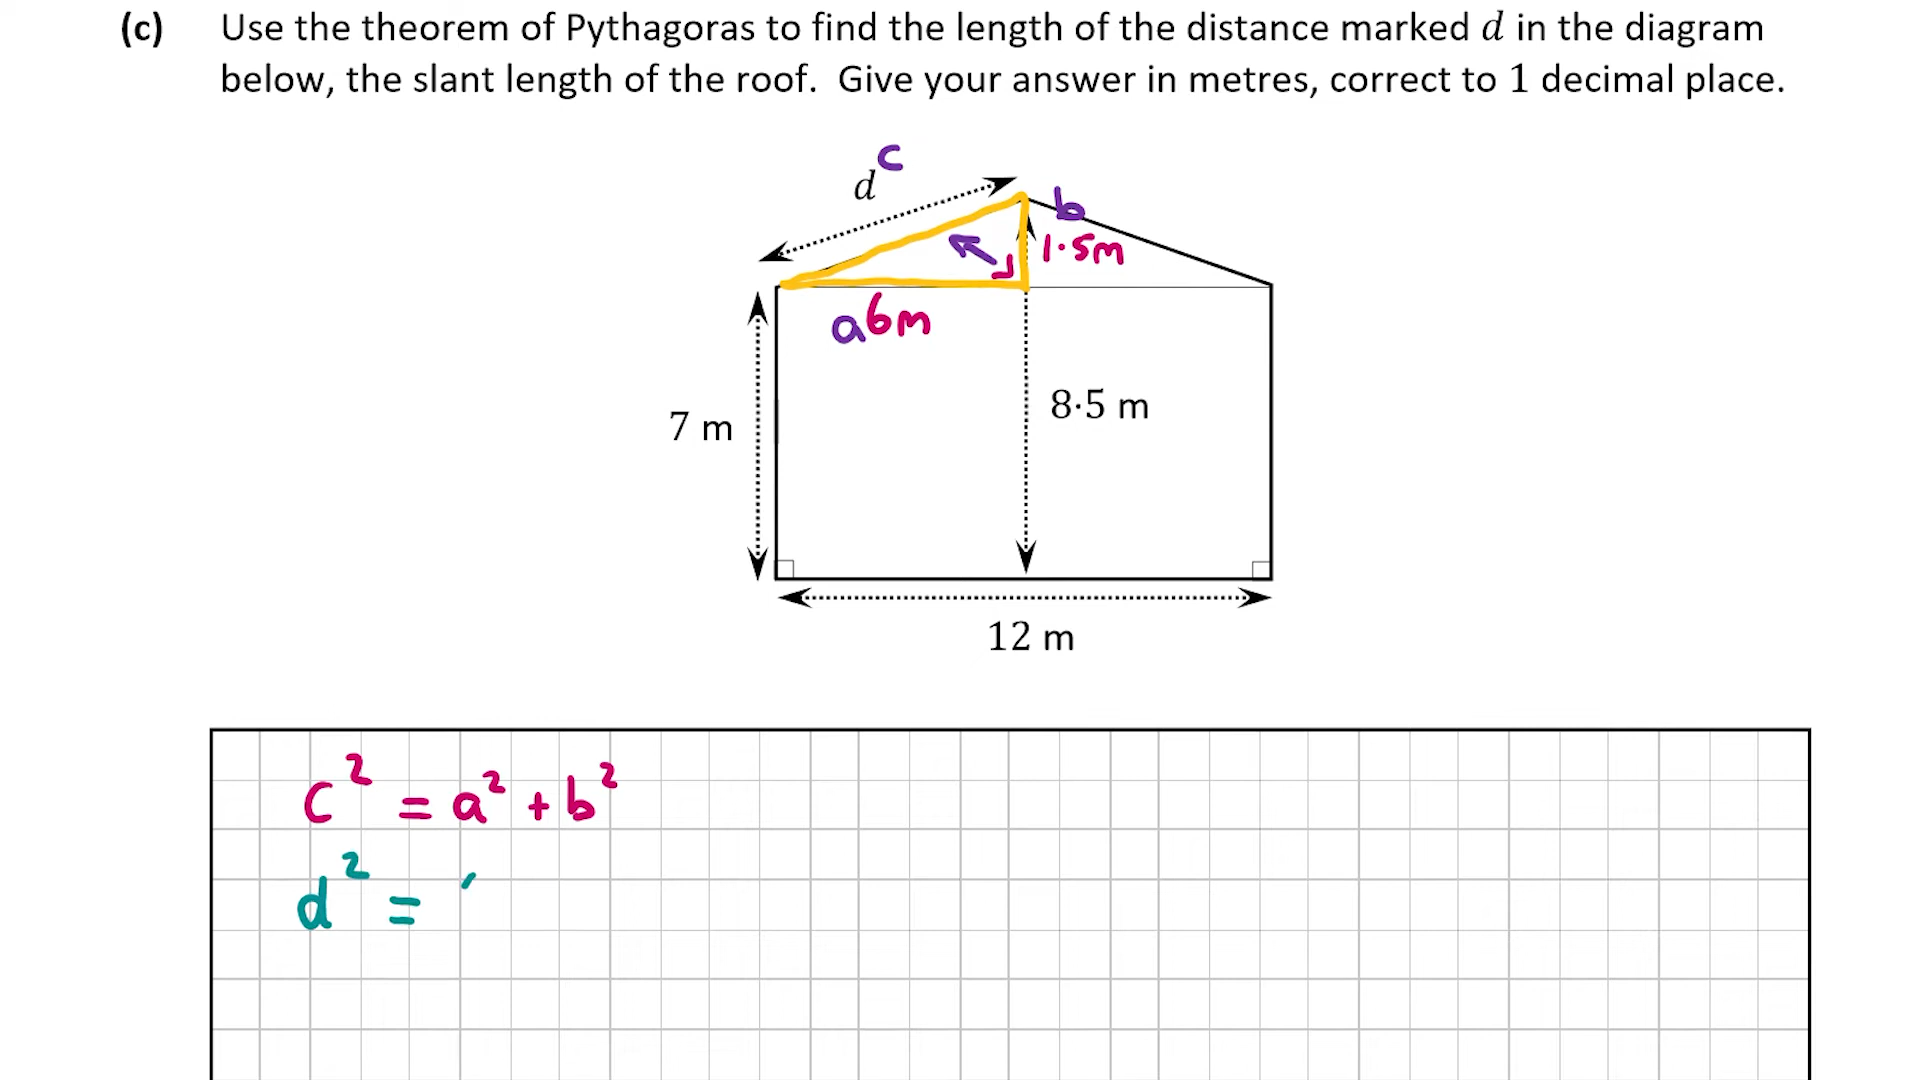 (c) Use the theorem of Pythagoras to find the length of the distance marked d in the diagram
below, the slant length of the roof. Give your answer in metres, correct to 1 decimal place.
c
d
b
1·5m
a 6m
8·5 m
7 m
12 m
c² = a² + b²
d² =